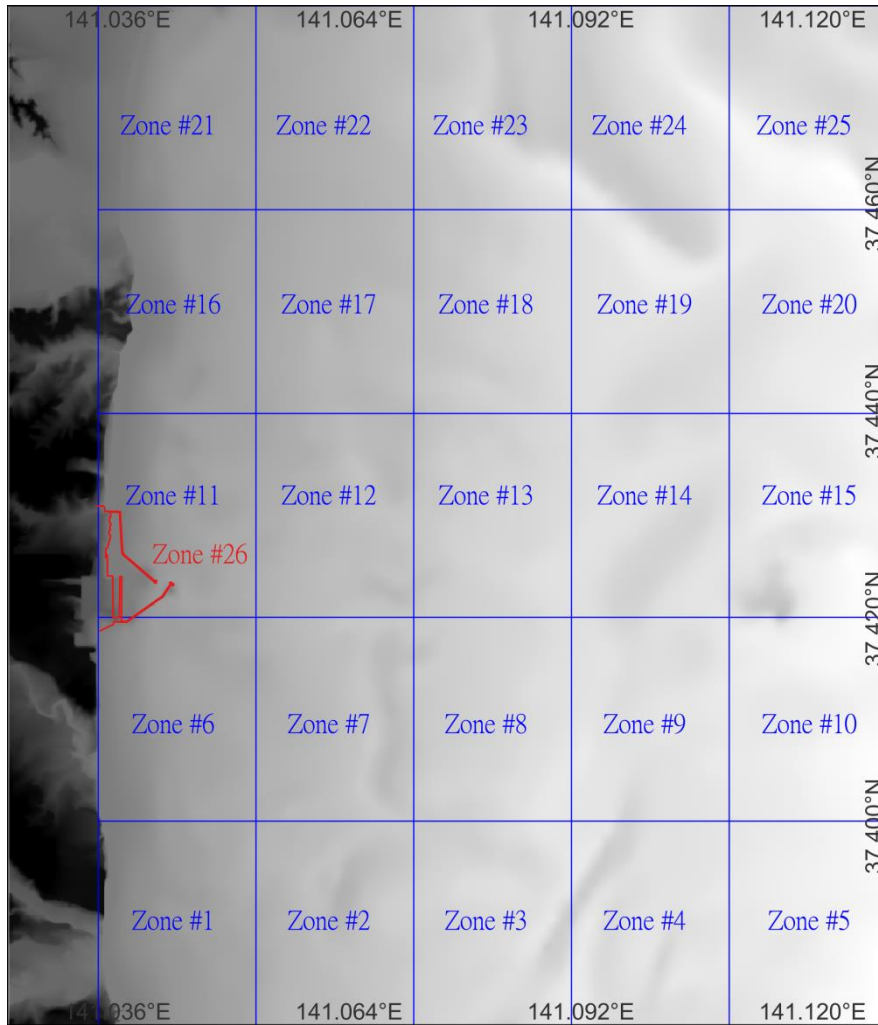 141.036°E 141.064°E 141.092°E 141.120°E
Zone #21 Zone #22 Zone #23 Zone #24 Zone #25
37.460°N
Zone #16 Zone #17 Zone #18 Zone #19 Zone #20
37.440°N
Zone #11 Zone #12 Zone #13 Zone #14 Zone #15
Zone #26
37.420°N
Zone #6 Zone #7 Zone #8 Zone #9 Zone #10
37.400°N
Zone #1 Zone #2 Zone #3 Zone #4 Zone #5
141.036°E 141.064°E 141.092°E 141.120°E